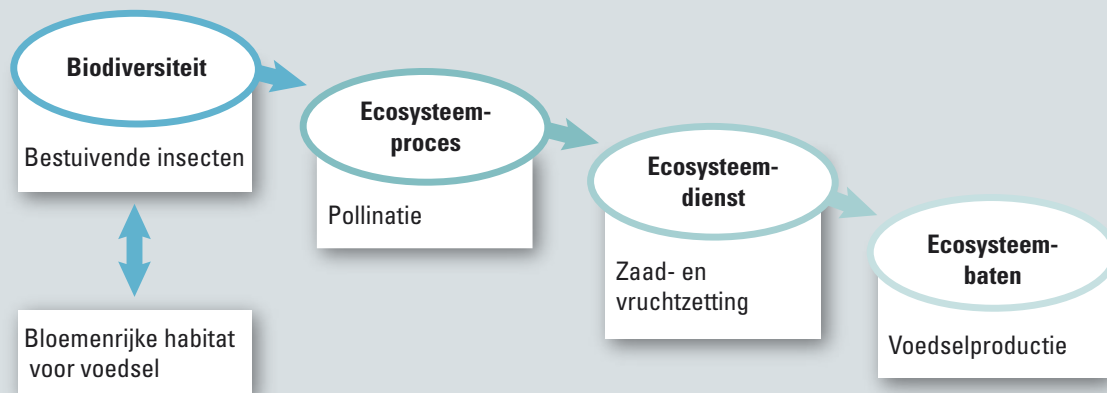 Biodiversiteit
Bestuivende insecten
Bloemenrijke habitat
voor voedsel
Ecosysteem-
proces
Pollinatie
Ecosysteem-
dienst
Zaad- en
vruchtzetting
Ecosysteem-
baten
Voedselproductie